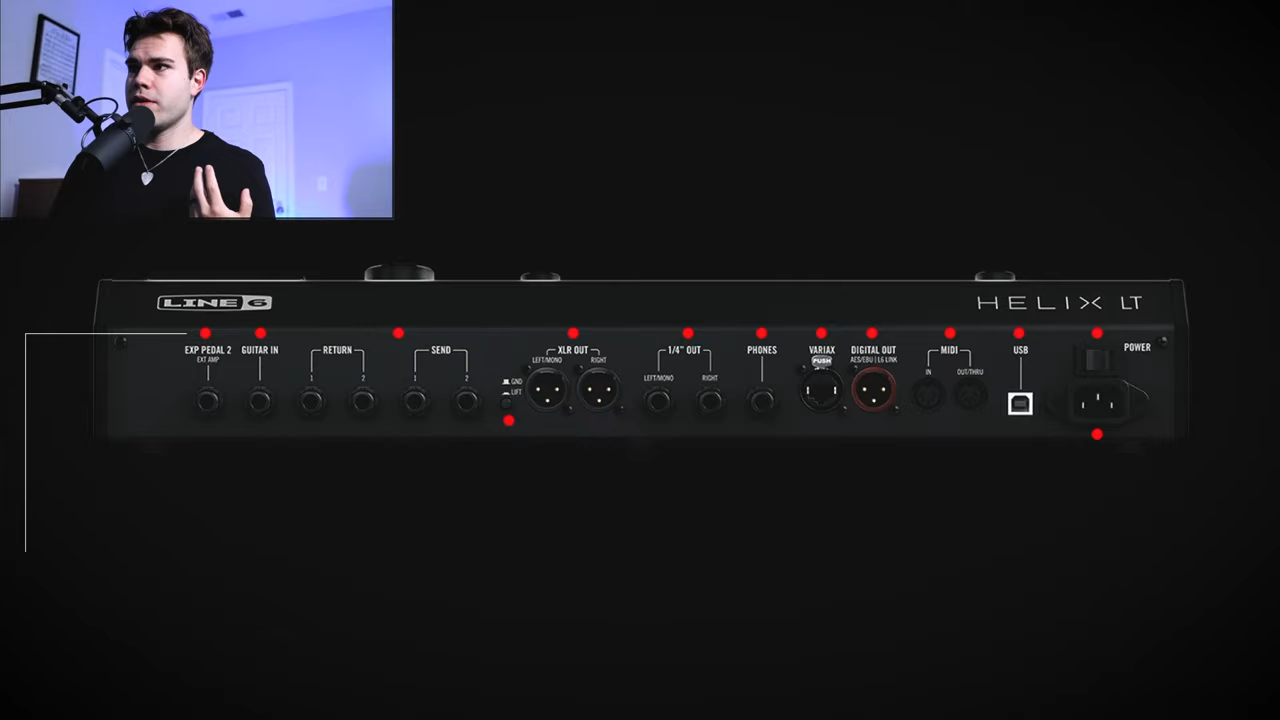 LINE 6
HELIX LT
EXP PEDAL 2
EXT AMP
GUITAR IN
RETURN
1
2
SEND
1
2
GND
LIFT
XLR OUT
LEFT/MONO
RIGHT
1/4" OUT
LEFT/MONO
RIGHT
PHONES
VARIAX
PUSH
DIGITAL OUT
AES/EBU | L6 LINK
MIDI
IN
OUT/THRU
USB
POWER